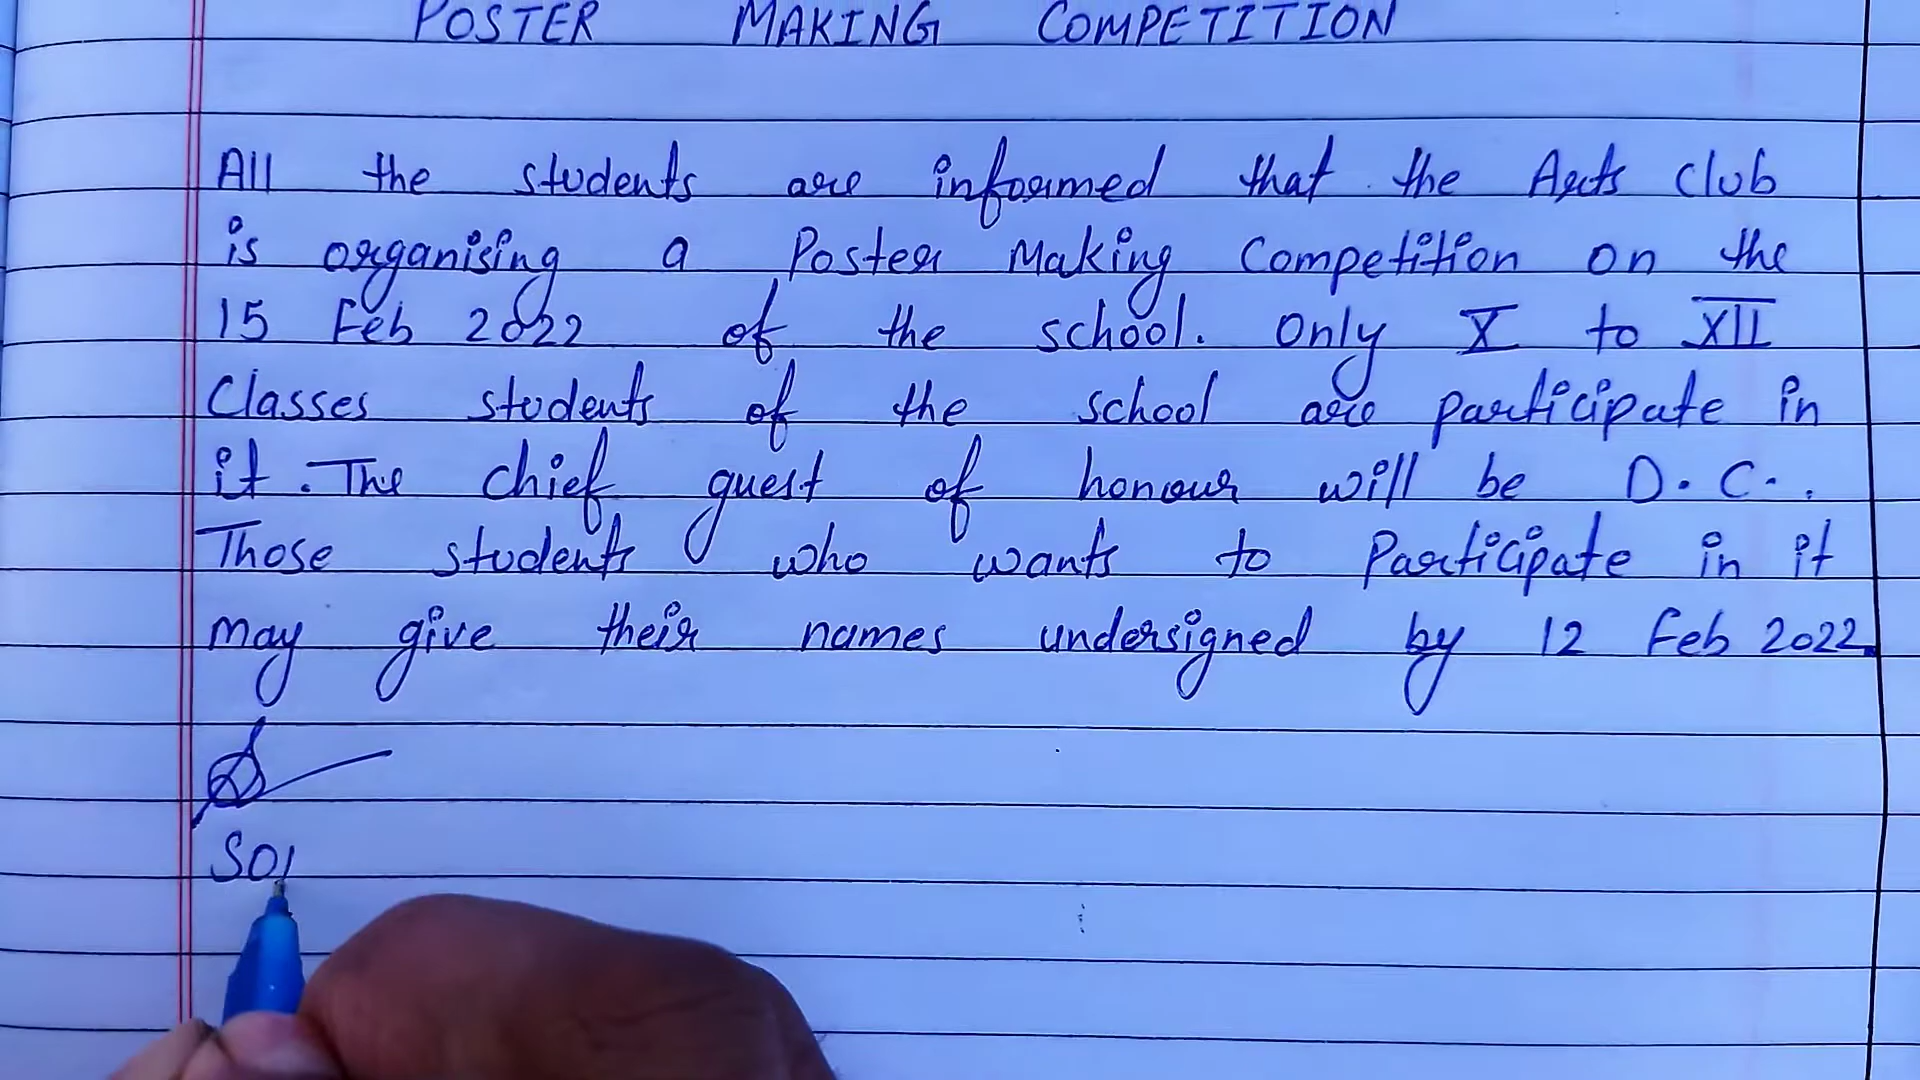 POSTER MAKING COMPETITION
All the students are informed that the Arts club
is organising a Poster Making Competition on the
15 Feb 2022 of the school. Only X to XII
Classes students of the school are participate in
it. The chief guest of honour will be D.C..
Those students who wants to Participate in it
may give their names undersigned by 12 Feb 2022.